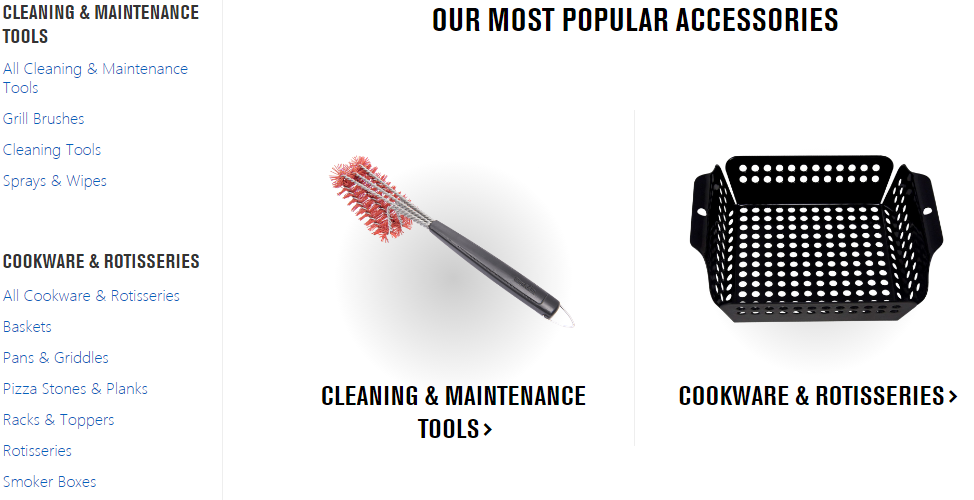 CLEANING & MAINTENANCE
TOOLS
All Cleaning & Maintenance
Tools
Grill Brushes
Cleaning Tools
Sprays & Wipes
COOKWARE & ROTISSERIES
All Cookware & Rotisseries
Baskets
Pans & Griddles
Pizza Stones & Planks
Racks & Toppers
Rotisseries
Smoker Boxes
OUR MOST POPULAR ACCESSORIES
CLEANING & MAINTENANCE
TOOLS >
COOKWARE & ROTISSERIES >